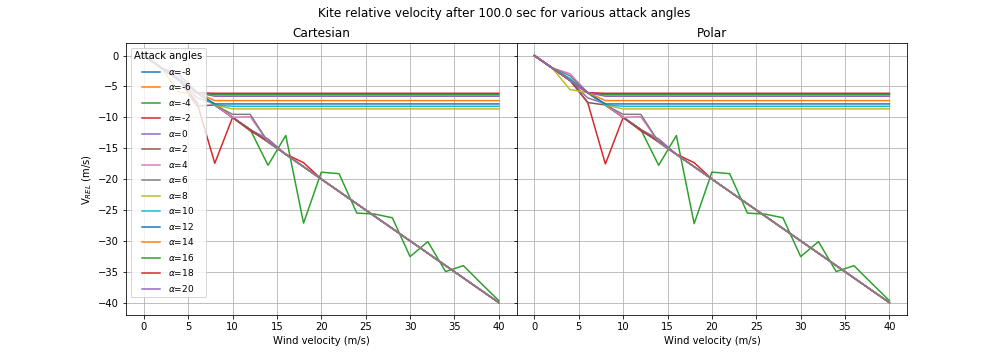 Kite relative velocity after 100.0 sec for various attack angles
Cartesian
Polar
V_REL (m/s)
0
−5
−10
−15
−20
−25
−30
−35
−40
Attack angles
α=-8
α=-6
α=-4
α=-2
α=0
α=2
α=4
α=6
α=8
α=10
α=12
α=14
α=16
α=18
α=20
0 5 10 15 20 25 30 35 40
0 5 10 15 20 25 30 35 40
Wind velocity (m/s)
Wind velocity (m/s)